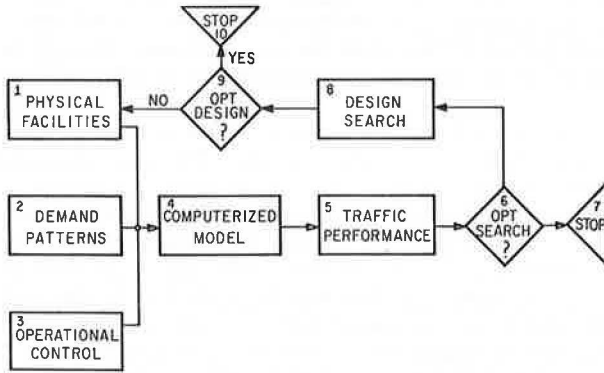 STOP
10
YES
1
PHYSICAL
FACILITIES
NO
9
OPT
DESIGN
?
8
DESIGN
SEARCH
2
DEMAND
PATTERNS
4
COMPUTERIZED
MODEL
5
TRAFFIC
PERFORMANCE
6
OPT
SEARCH
?
7
STOP
3
OPERATIONAL
CONTROL